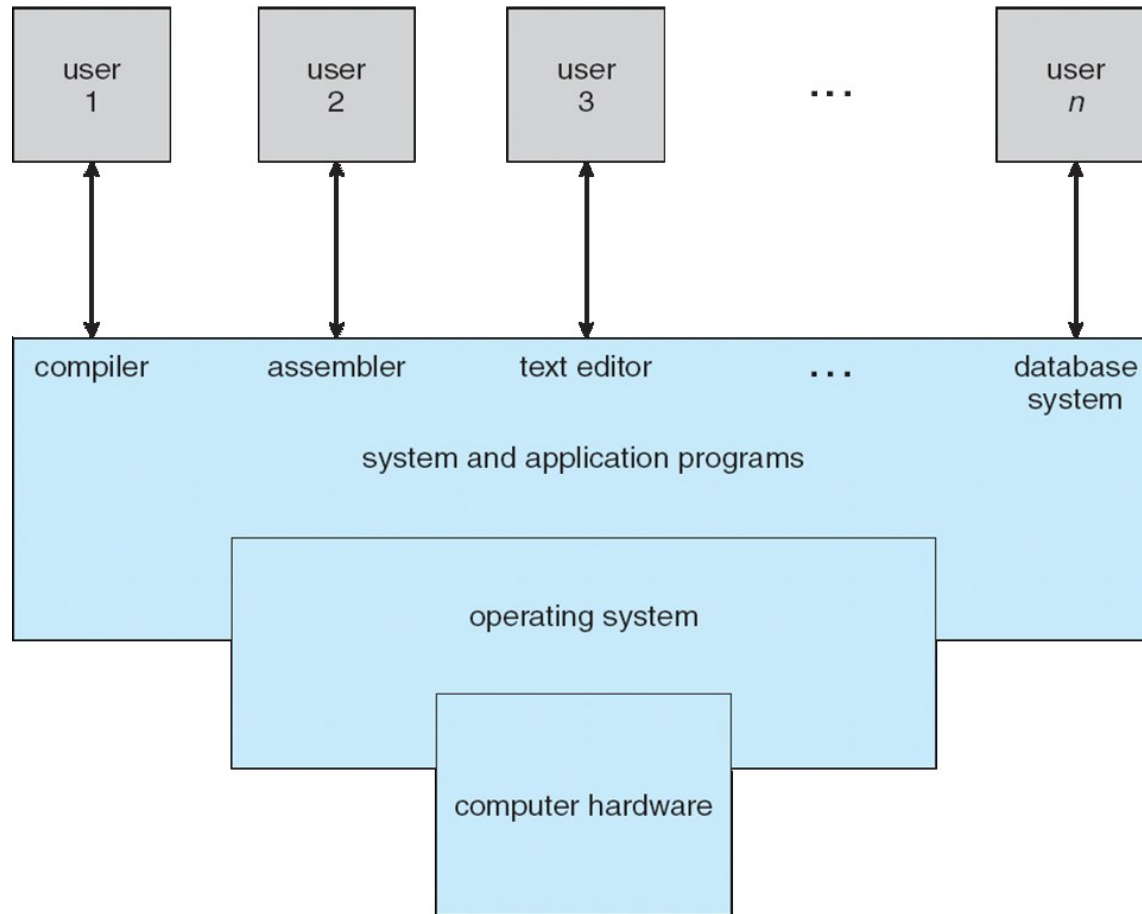 user
1
user
2
user
3
...
user
n
compiler
assembler
text editor
...
database
system
system and application programs
operating system
computer hardware